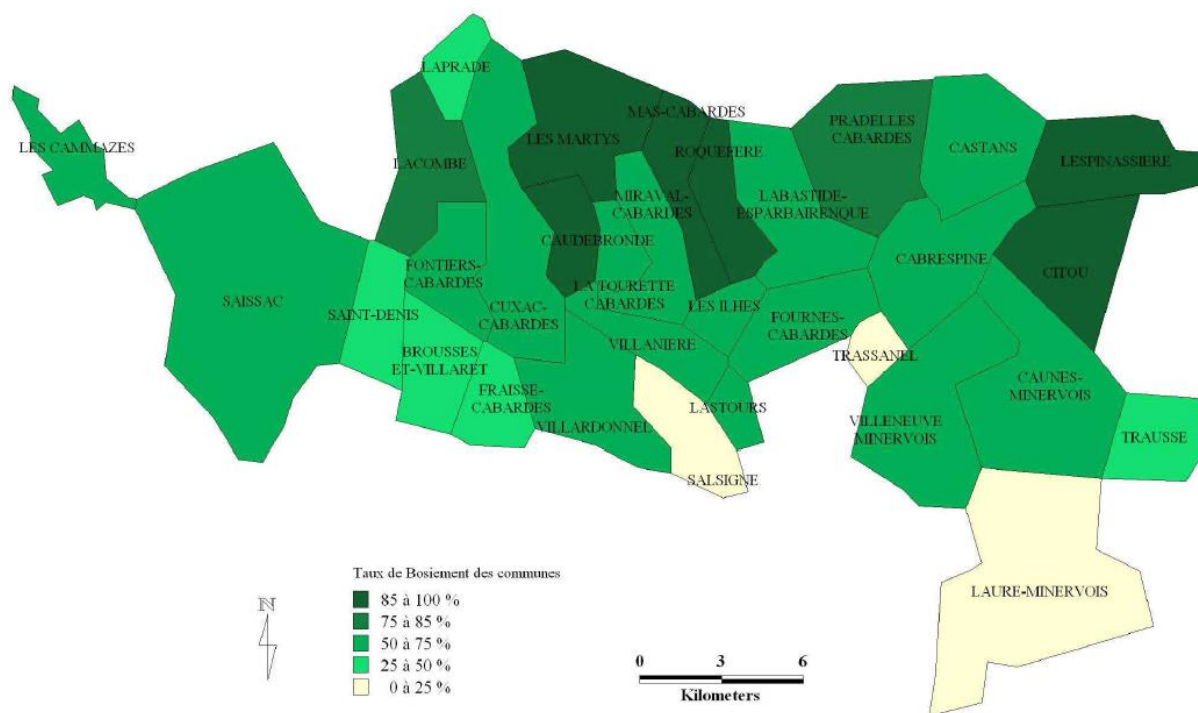 LAPRADE
MAS-CABARDES
LES MARTYS
PRADELLES
CABARDES
LES CAMMAZES
LACOMBE
ROQUEFERE
CASTANS
LESPINASSIERE
MIRAVAL-
CABARDES
LABASTIDE-
ESPARBAIRENQUE
CAUDEBRONDE
CABRESPINE
CITOU
FONTIERS-
CABARDES
LA TOURETTE
CABARDES
SAISSAC
SAINT-DENIS
CUXAC-
CABARDES
LES ILHES
FOURNES-
CABARDES
VILLANIERE
TRASSANEL
BROUSSES
ET-VILLARET
FRAISSE-
CABARDES
CAUNES-
MINERVOIS
LASTOURS
VILLARDONNEL
VILLENEUVE
MINERVOIS
TRAUSSE
SALSIGNE
LAURE-MINERVOIS
Taux de Bosiement des communes
85 à 100 %
75 à 85 %
50 à 75 %
25 à 50 %
0 à 25 %
N
0 3 6
Kilometers